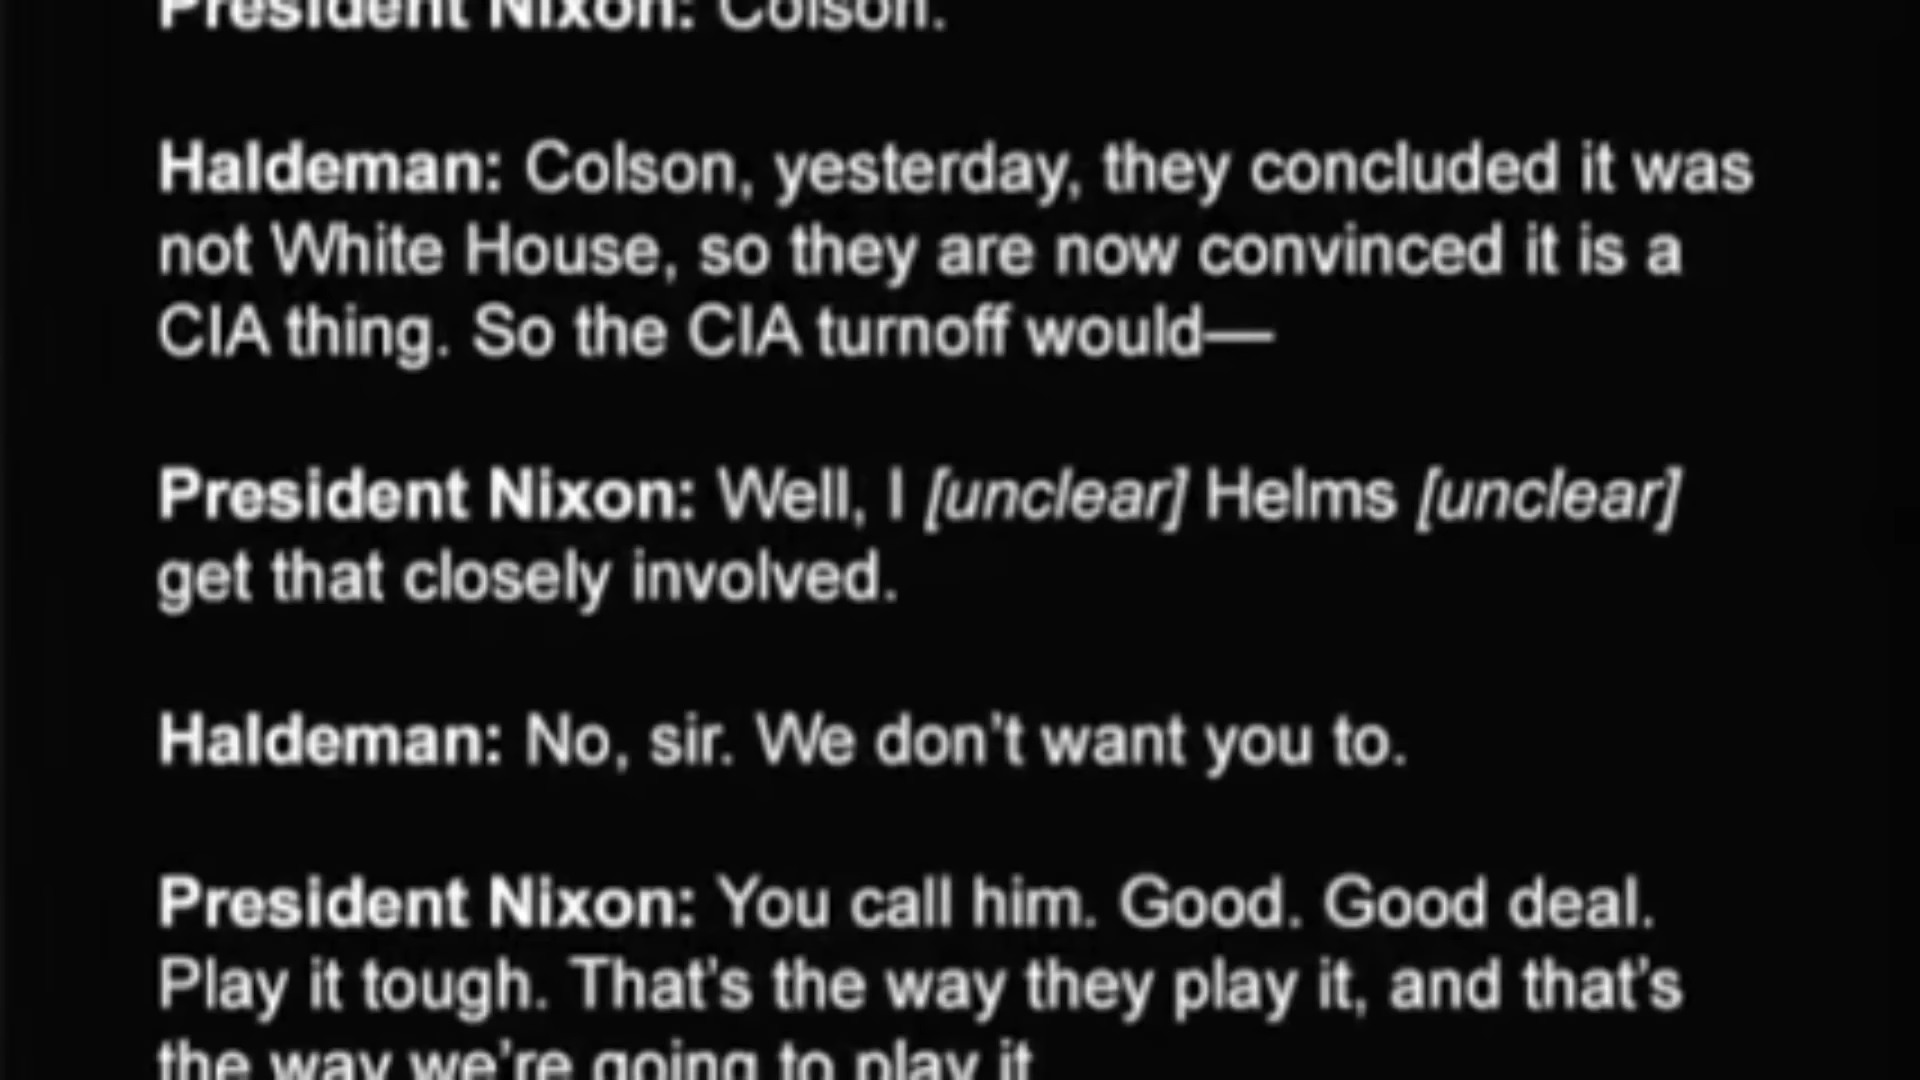 President Nixon: Colson.
Haldeman: Colson, yesterday, they concluded it was
not White House, so they are now convinced it is a
CIA thing. So the CIA turnoff would—
President Nixon: Well, I [unclear] Helms [unclear]
get that closely involved.
Haldeman: No, sir. We don't want you to.
President Nixon: You call him. Good. Good deal.
Play it tough. That's the way they play it, and that's
the way we're going to play it